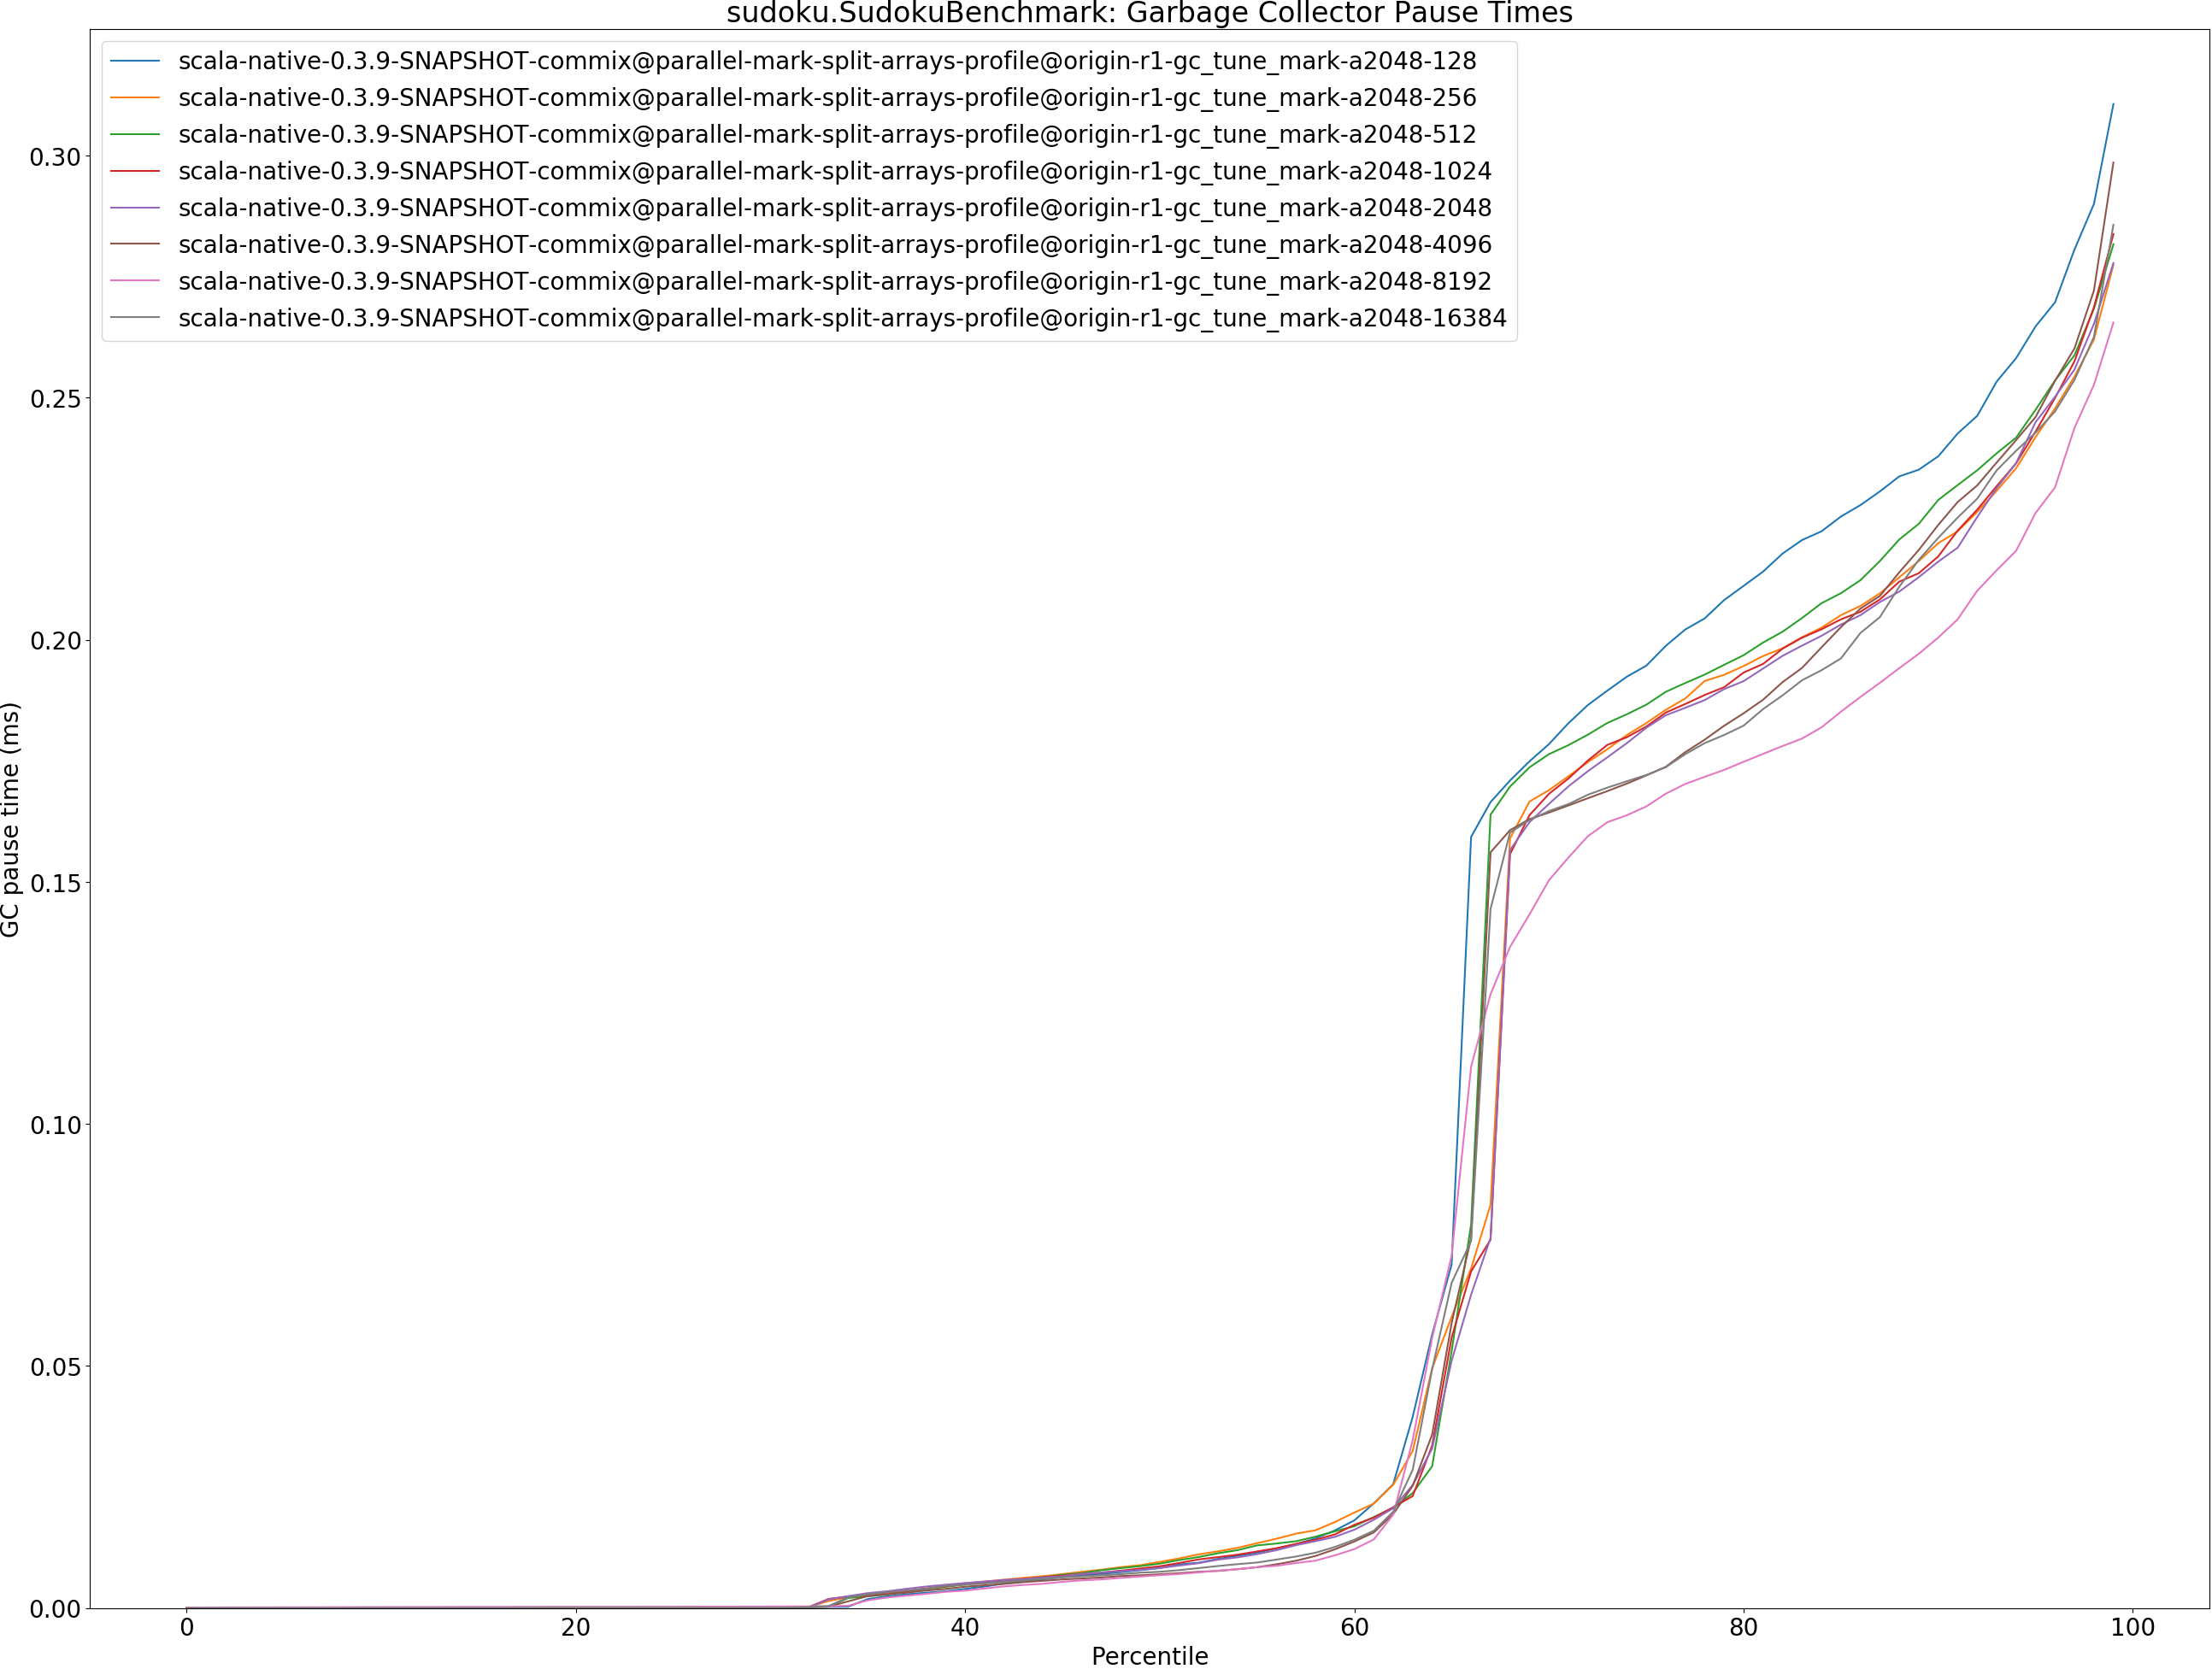 sudoku.SudokuBenchmark: Garbage Collector Pause Times
scala-native-0.3.9-SNAPSHOT-commix@parallel-mark-split-arrays-profile@origin-r1-gc_tune_mark-a2048-128
scala-native-0.3.9-SNAPSHOT-commix@parallel-mark-split-arrays-profile@origin-r1-gc_tune_mark-a2048-256
scala-native-0.3.9-SNAPSHOT-commix@parallel-mark-split-arrays-profile@origin-r1-gc_tune_mark-a2048-512
scala-native-0.3.9-SNAPSHOT-commix@parallel-mark-split-arrays-profile@origin-r1-gc_tune_mark-a2048-1024
scala-native-0.3.9-SNAPSHOT-commix@parallel-mark-split-arrays-profile@origin-r1-gc_tune_mark-a2048-2048
scala-native-0.3.9-SNAPSHOT-commix@parallel-mark-split-arrays-profile@origin-r1-gc_tune_mark-a2048-4096
scala-native-0.3.9-SNAPSHOT-commix@parallel-mark-split-arrays-profile@origin-r1-gc_tune_mark-a2048-8192
scala-native-0.3.9-SNAPSHOT-commix@parallel-mark-split-arrays-profile@origin-r1-gc_tune_mark-a2048-16384
GC pause time (ms)
0.30
0.25
0.20
0.15
0.10
0.05
0.00
0 20 40 60 80 100
Percentile